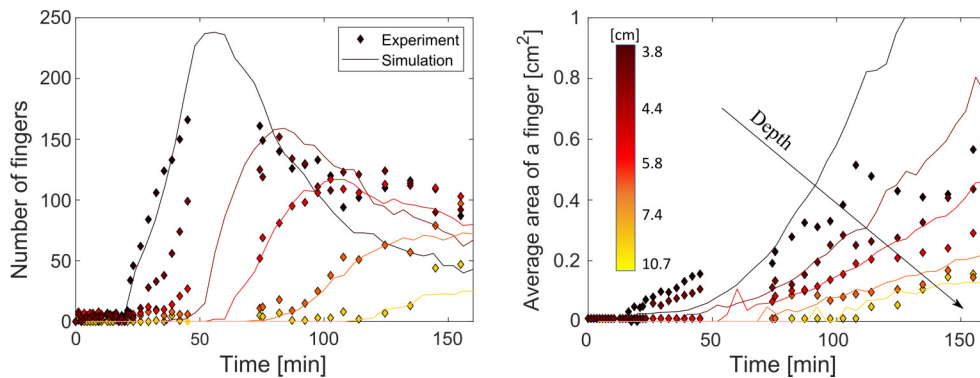 250
200
150
100
50
0
Number of fingers
0 50 100 150
Time [min]
Experiment
Simulation
1
0.8
0.6
0.4
0.2
0
Average area of a finger [cm²]
0 50 100 150
Time [min]
[cm]
3.8
4.4
5.8
7.4
10.7
Depth